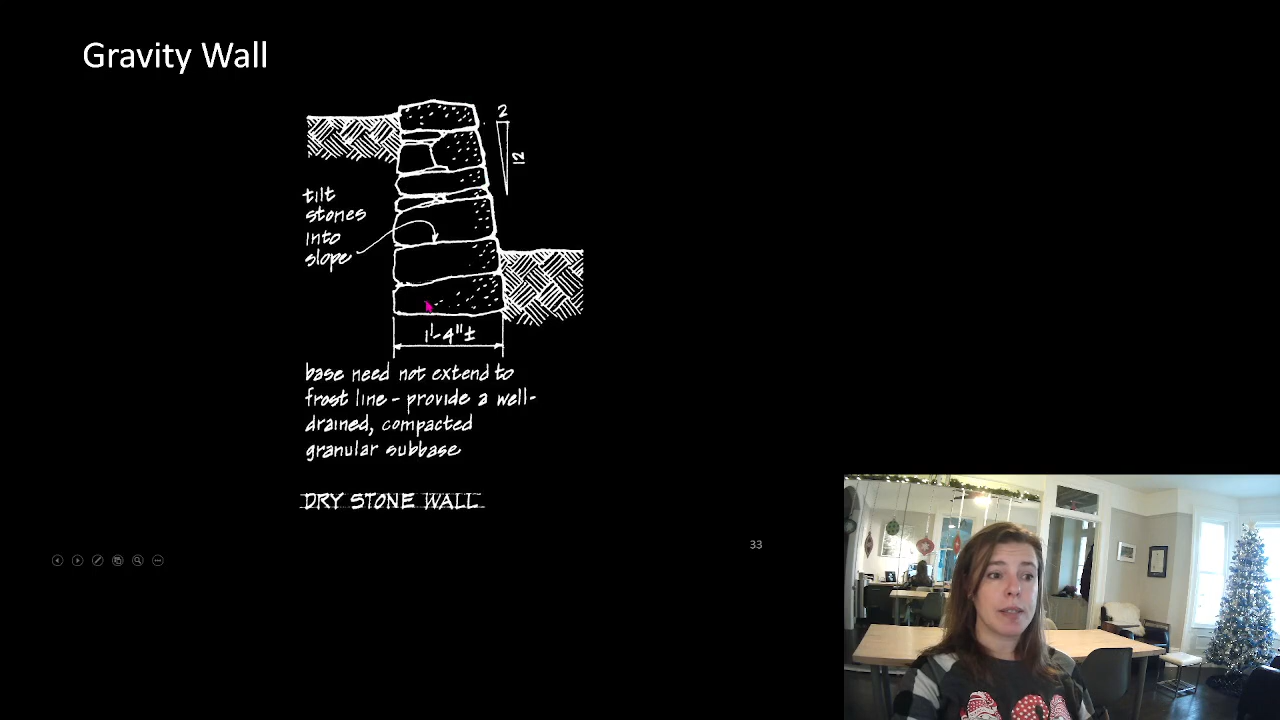 Gravity Wall
2
12
tilt
stones
into
slope
1'-4"±
base need not extend to
frost line - provide a well-
drained, compacted
granular subbase
DRY STONE WALL
33